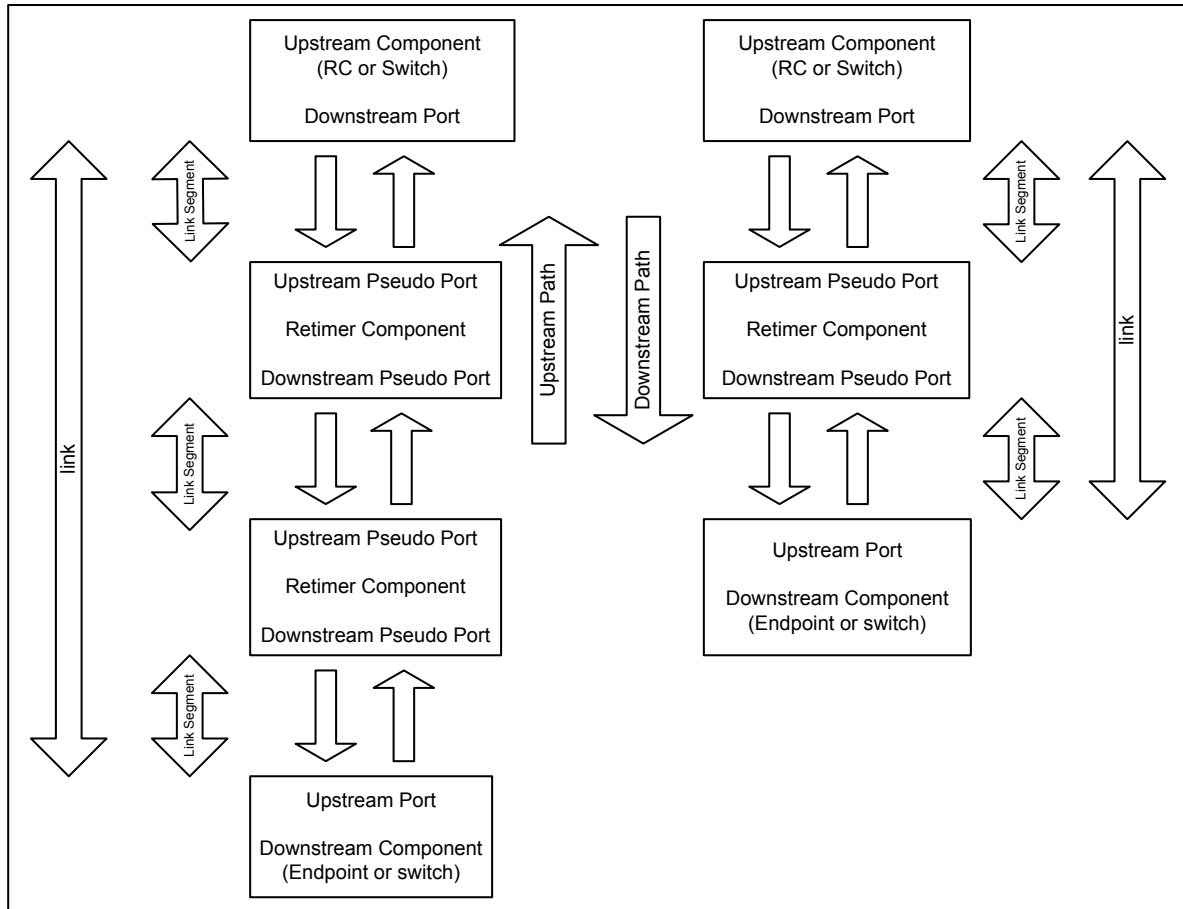 Upstream Component
(RC or Switch)
Downstream Port
Upstream Component
(RC or Switch)
Downstream Port
Link Segment
Link Segment
Upstream Pseudo Port
Retimer Component
Downstream Pseudo Port
Upstream Path
Downstream Path
Upstream Pseudo Port
Retimer Component
Downstream Pseudo Port
link
link
Link Segment
Link Segment
Upstream Pseudo Port
Retimer Component
Downstream Pseudo Port
Upstream Port
Downstream Component
(Endpoint or switch)
Link Segment
Upstream Port
Downstream Component
(Endpoint or switch)